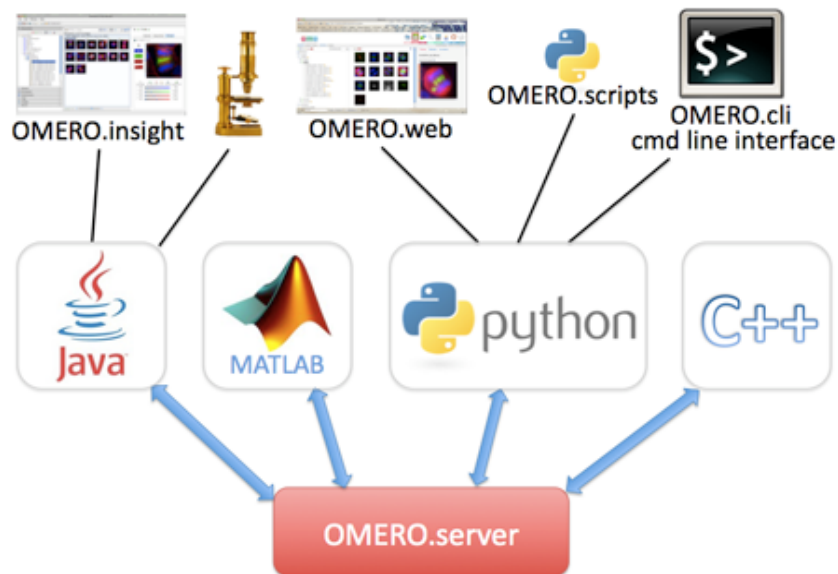 OMERO.insight
OMERO.web
OMERO.scripts
$>
OMERO.cli
cmd line interface
Java
MATLAB
python
C++
OMERO.server